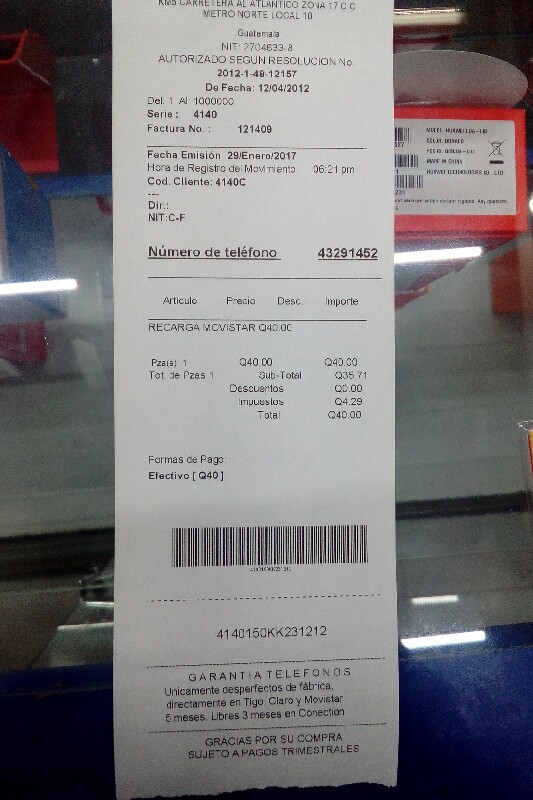 KM5 CARRETERA AL ATLANTICO ZONA 17 C C
METRO NORTE LOCAL 10
.Guatemala
NIT: 2704633-8
AUTORIZADO SEGUN RESOLUCION No.
2012-1-48-12157
De Fecha: 12/04/2012
Del: 1 Al: 1000000
Serie : 4140
Factura No. : 121409
Fecha Emisión 29/Enero/2017
Hora de Registro del Movimiento 06:21 pm
Cod. Cliente: 4140C
---
Dir.:
NIT:C-F
Número de teléfono 43291452
Articulo Precio Desc. Importe
RECARGA MOVISTAR Q40.00
Pza(s) 1 Q40.00 Q40.00
Tot. de Pzas 1 Sub-Total Q35.71
Descuentos Q0.00
Impuestos Q4.29
Total Q40.00
Formas de Pago:
Efectivo [ Q40 ]
4140150KK231212
GARANTIA TELEFONOS
Unicamente desperfectos de fábrica,
directamente en Tigo, Claro y Movistar
6 meses. Libres 3 meses en Conection
GRACIAS POR SU COMPRA
SUJETO A PAGOS TRIMESTRALES
MODEL: HUAWEI
MADE IN CHINA
HUAWEI TECHNOLOGIES CO., LTD